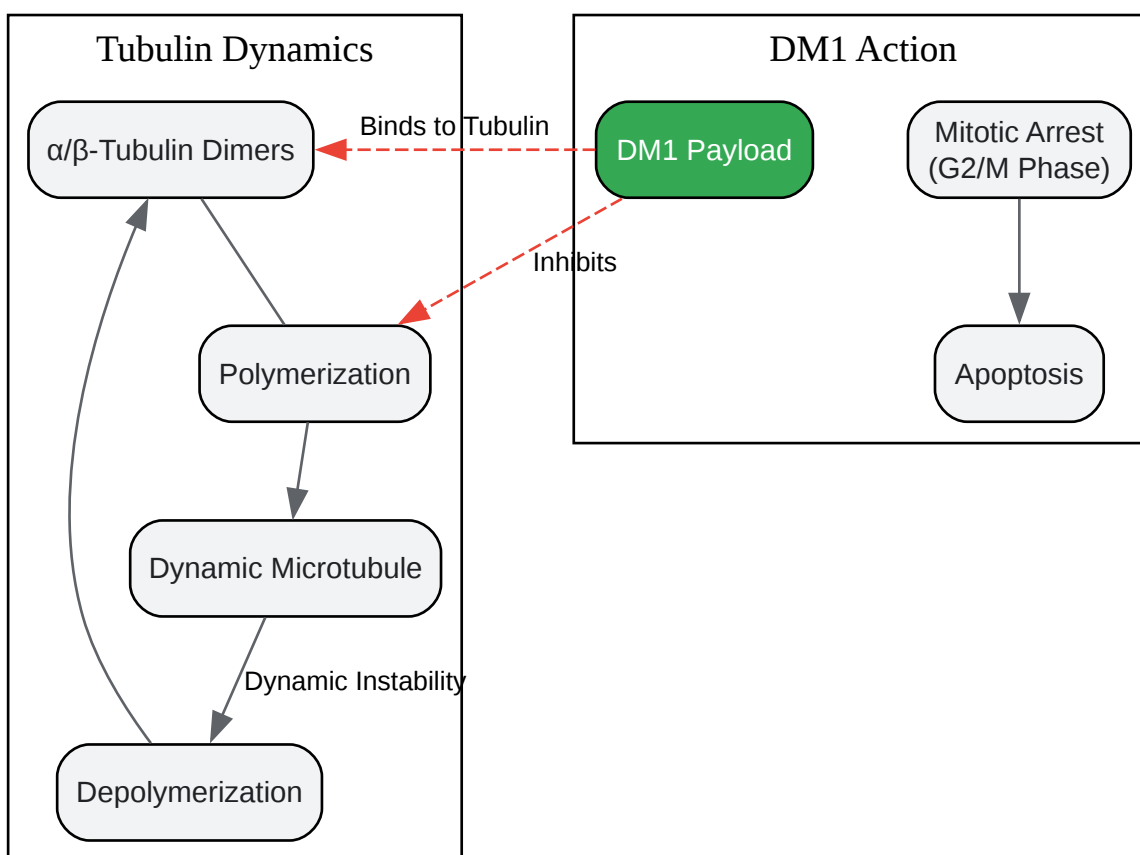 Tubulin Dynamics
DM1 Action
α/β-Tubulin Dimers
Binds to Tubulin
DM1 Payload
Mitotic Arrest
(G2/M Phase)
Inhibits
Polymerization
Apoptosis
Dynamic Microtubule
Dynamic Instability
Depolymerization